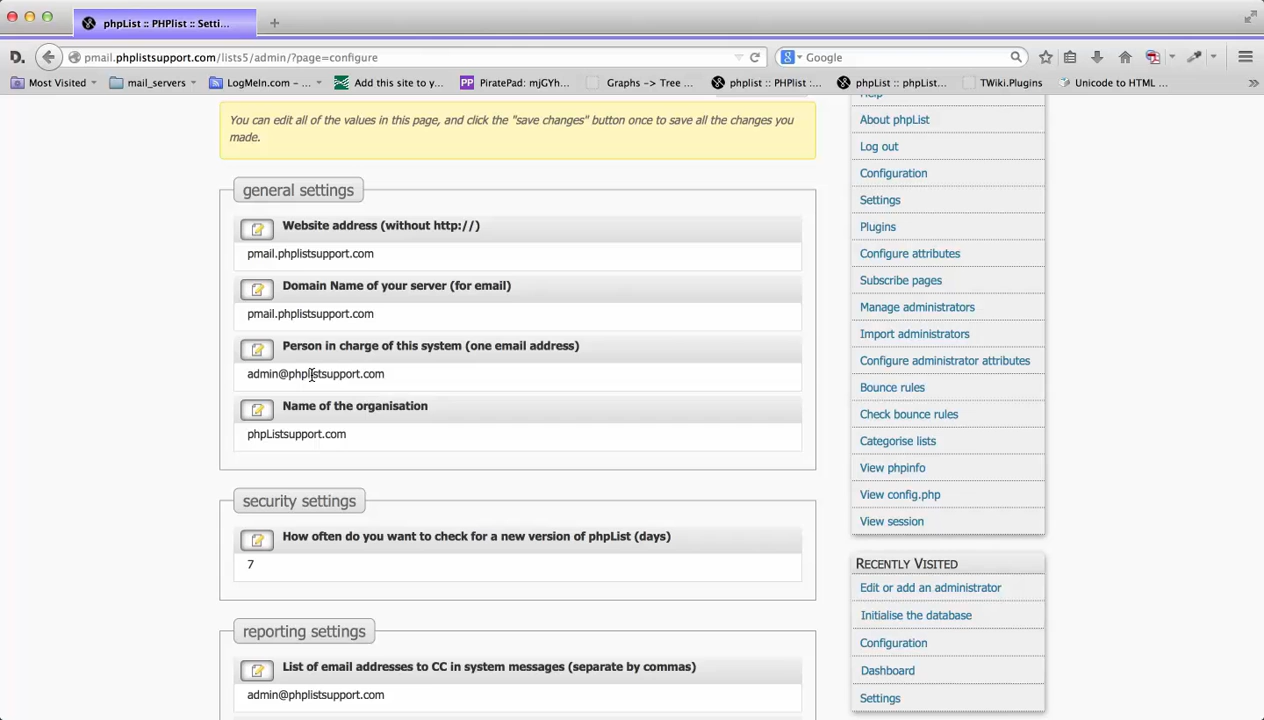 phpList :: PHPlist :: Setti...
pmail.phplistsupport.com/lists5/admin/?page=configure
Google
Most Visited
mail_servers
LogMeIn.com – ...
Add this site to y...
PiratePad: mjGYh...
Graphs -> Tree ...
phplist :: PHPlist :...
phpList :: phpList...
TWiki.Plugins
Unicode to HTML ...
You can edit all of the values in this page, and click the "save changes" button once to save all the changes you
made.
general settings
Website address (without http://)
pmail.phplistsupport.com
Domain Name of your server (for email)
pmail.phplistsupport.com
Person in charge of this system (one email address)
admin@phplistsupport.com
Name of the organisation
phpListsupport.com
security settings
How often do you want to check for a new version of phpList (days)
7
reporting settings
List of email addresses to CC in system messages (separate by commas)
admin@phplistsupport.com
Help
About phpList
Log out
Configuration
Settings
Plugins
Configure attributes
Subscribe pages
Manage administrators
Import administrators
Configure administrator attributes
Bounce rules
Check bounce rules
Categorise lists
View phpinfo
View config.php
View session
Recently Visited
Edit or add an administrator
Initialise the database
Configuration
Dashboard
Settings